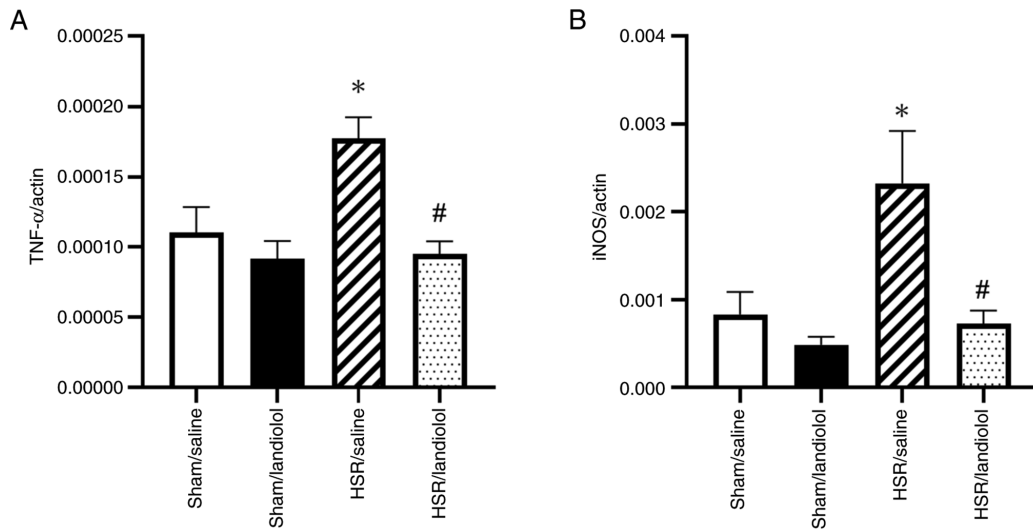 A
TNF-α/actin
0.00025
0.00020
0.00015
0.00010
0.00005
0.00000
*
#
Sham/saline
Sham/landiolol
HSR/saline
HSR/landiolol
B
iNOS/actin
0.004
0.003
0.002
0.001
0.000
*
#
Sham/saline
Sham/landiolol
HSR/saline
HSR/landiolol